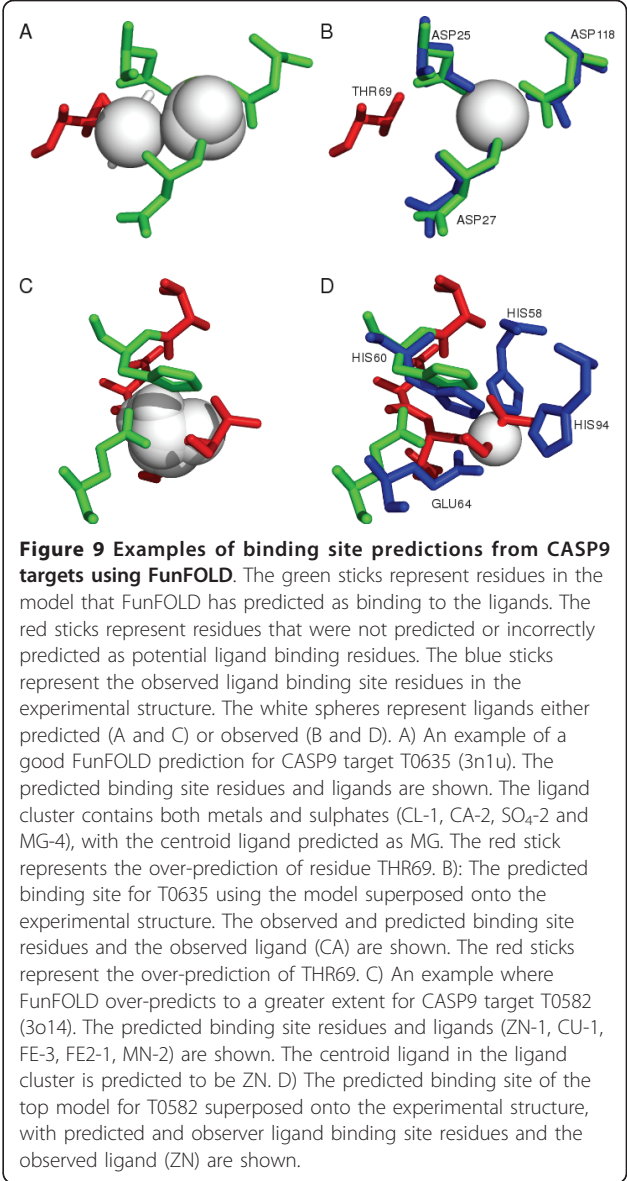 A
B
ASP25
ASP118
THR69
ASP27
C
D
HIS58
HIS60
HIS94
GLU64
Figure 9 Examples of binding site predictions from CASP9
targets using FunFOLD. The green sticks represent residues in the
model that FunFOLD has predicted as binding to the ligands. The
red sticks represent residues that were not predicted or incorrectly
predicted as potential ligand binding residues. The blue sticks
represent the observed ligand binding site residues in the
experimental structure. The white spheres represent ligands either
predicted (A and C) or observed (B and D). A) An example of a
good FunFOLD prediction for CASP9 target T0635 (3n1u). The
predicted binding site residues and ligands are shown. The ligand
cluster contains both metals and sulphates (CL-1, CA-2, SO₄-2 and
MG-4), with the centroid ligand predicted as MG. The red stick
represents the over-prediction of residue THR69. B): The predicted
binding site for T0635 using the model superposed onto the
experimental structure. The observed and predicted binding site
residues and the observed ligand (CA) are shown. The red sticks
represent the over-prediction of THR69. C) An example where
FunFOLD over-predicts to a greater extent for CASP9 target T0582
(3o14). The predicted binding site residues and ligands (ZN-1, CU-1,
FE-3, FE2-1, MN-2) are shown. The centroid ligand in the ligand
cluster is predicted to be ZN. D) The predicted binding site of the
top model for T0582 superposed onto the experimental structure,
with predicted and observer ligand binding site residues and the
observed ligand (ZN) are shown.